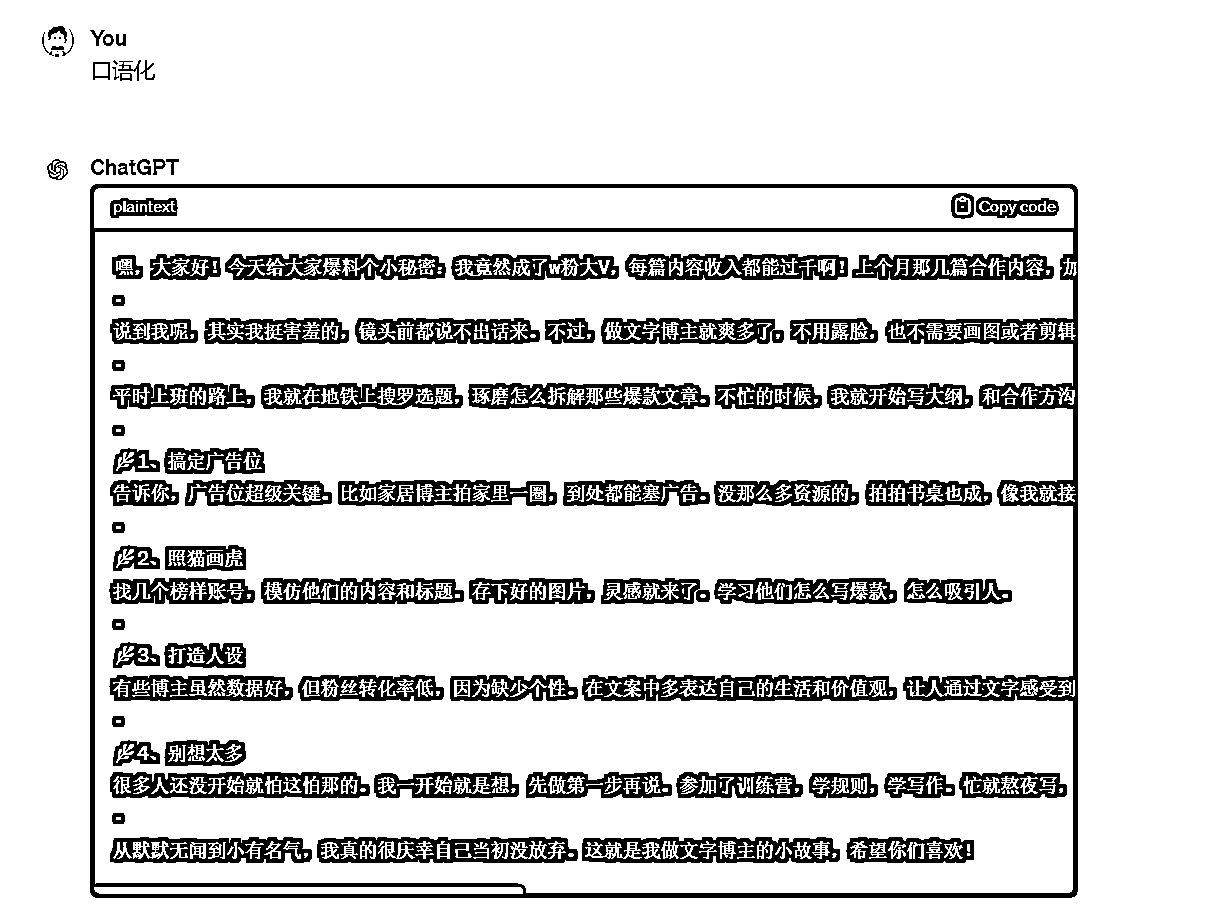 You
口语化
ChatGPT
plaintext
Copy code
嘿，大家好！今天给大家爆料个小秘密：我竟然成了w粉大V，每篇内容收入都能过千啊！上个月那几篇合作内容，加
说到我呢，其实我挺害羞的，镜头前都说不出话来。不过，做文字博主就爽多了，不用露脸，也不需要画图或者剪辑
平时上班的路上，我就在地铁上搜罗选题，琢磨怎么拆解那些爆款文章。不忙的时候，我就开始写大纲，和合作方沟
1、搞定广告位
告诉你，广告位超级关键。比如家居博主拍家里一圈，到处都能塞广告。没那么多资源的，拍拍书桌也成，像我就接
2、照猫画虎
找几个榜样账号，模仿他们的内容和标题。存下好的图片，灵感就来了。学习他们怎么写爆款，怎么吸引人。
3、打造人设
有些博主虽然数据好，但粉丝转化率低，因为缺少个性。在文案中多表达自己的生活和价值观，让人通过文字感受到
4、别想太多
很多人还没开始就怕这怕那的。我一开始就是想，先做第一步再说。参加了训练营，学规则，学写作。忙就熬夜写，
从默默无闻到小有名气，我真的很庆幸自己当初没放弃。这就是我做文字博主的小故事，希望你们喜欢！